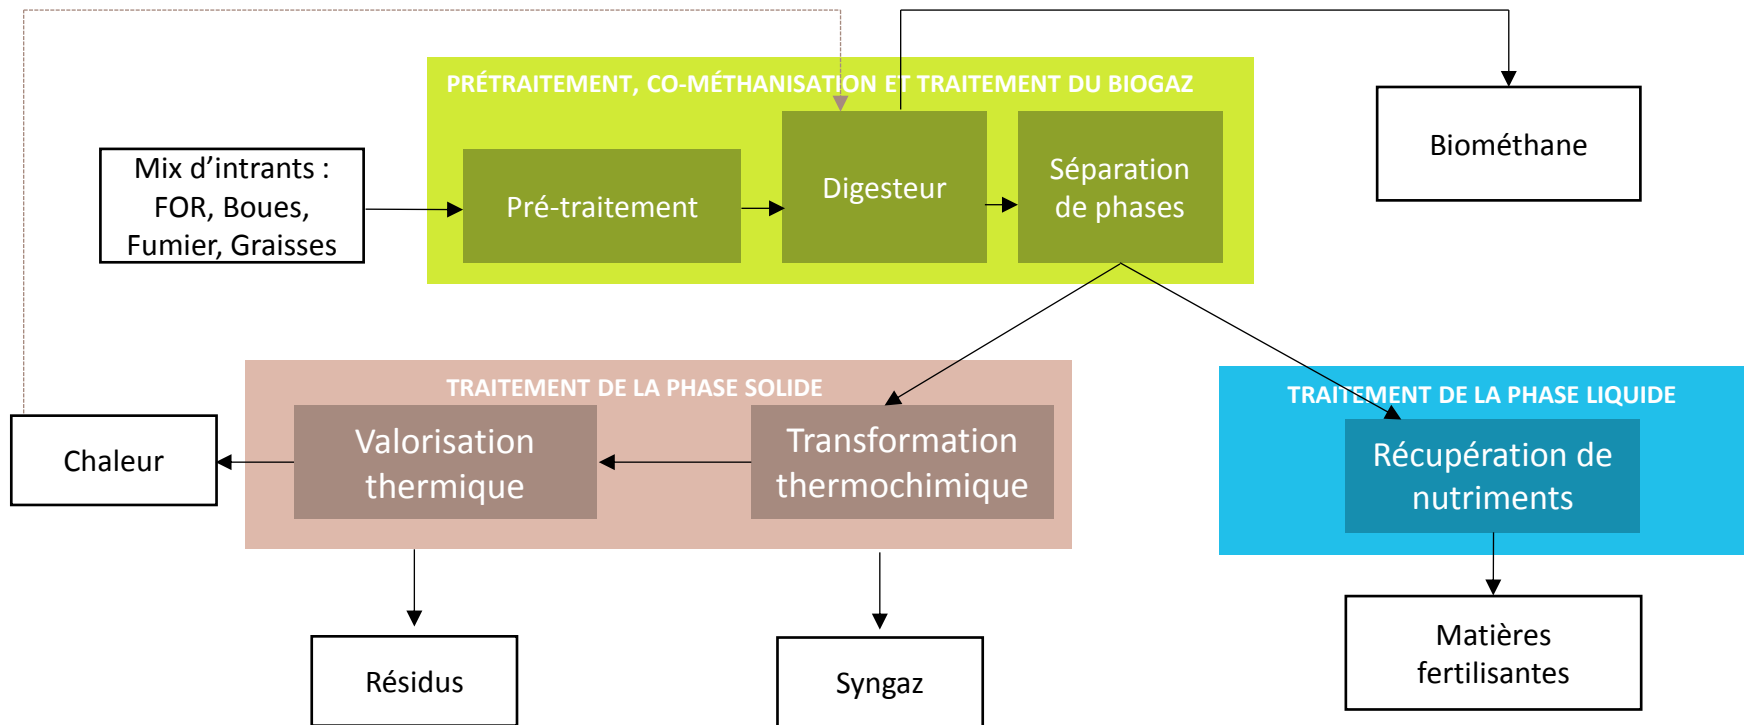 PRÉTRAITEMENT, CO-MÉTHANISATION ET TRAITEMENT DU BIOGAZ
Mix d’intrants :
FOR, Boues,
Fumier, Graisses
Pré-traitement
Digesteur
Séparation
de phases
Biométhane
TRAITEMENT DE LA PHASE SOLIDE
Chaleur
Valorisation
thermique
Transformation
thermochimique
TRAITEMENT DE LA PHASE LIQUIDE
Récupération de
nutriments
Résidus
Syngaz
Matières
fertilisantes